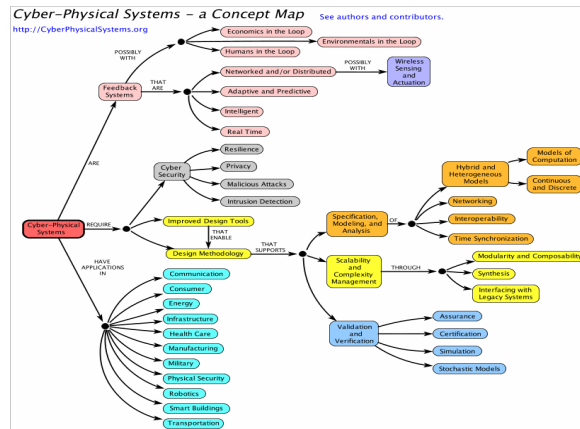 Cyber-Physical Systems - a Concept Map
See authors and contributors.
http://CyberPhysicalSystems.org
Economics in the Loop
POSSIBLY
WITH
Environmentals in the Loop
Humans in the Loop
Feedback
Systems
THAT
ARE
Networked and/or Distributed
POSSIBLY
WITH
Wireless
Sensing
and
Actuation
Adaptive and Predictive
Intelligent
Real Time
ARE
Resilience
Cyber
Security
Privacy
Malicious Attacks
Intrusion Detection
Models of
Computation
Hybrid and
Heterogeneous
Models
Continuous
and Discrete
Cyber-Physical
Systems
REQUIRE
Improved Design Tools
THAT
ENABLE
Design Methodology
THAT
SUPPORTS
Specification,
Modeling, and
Analysis
OF
Networking
Interoperability
Time Synchronization
Scalability and
Complexity
Management
THROUGH
Modularity and Composability
Synthesis
Interfacing with
Legacy Systems
Validation
and
Verification
Assurance
Certification
Simulation
Stochastic Models
HAVE
APPLICATIONS
IN
Communication
Consumer
Energy
Infrastructure
Health Care
Manufacturing
Military
Physical Security
Robotics
Smart Buildings
Transportation